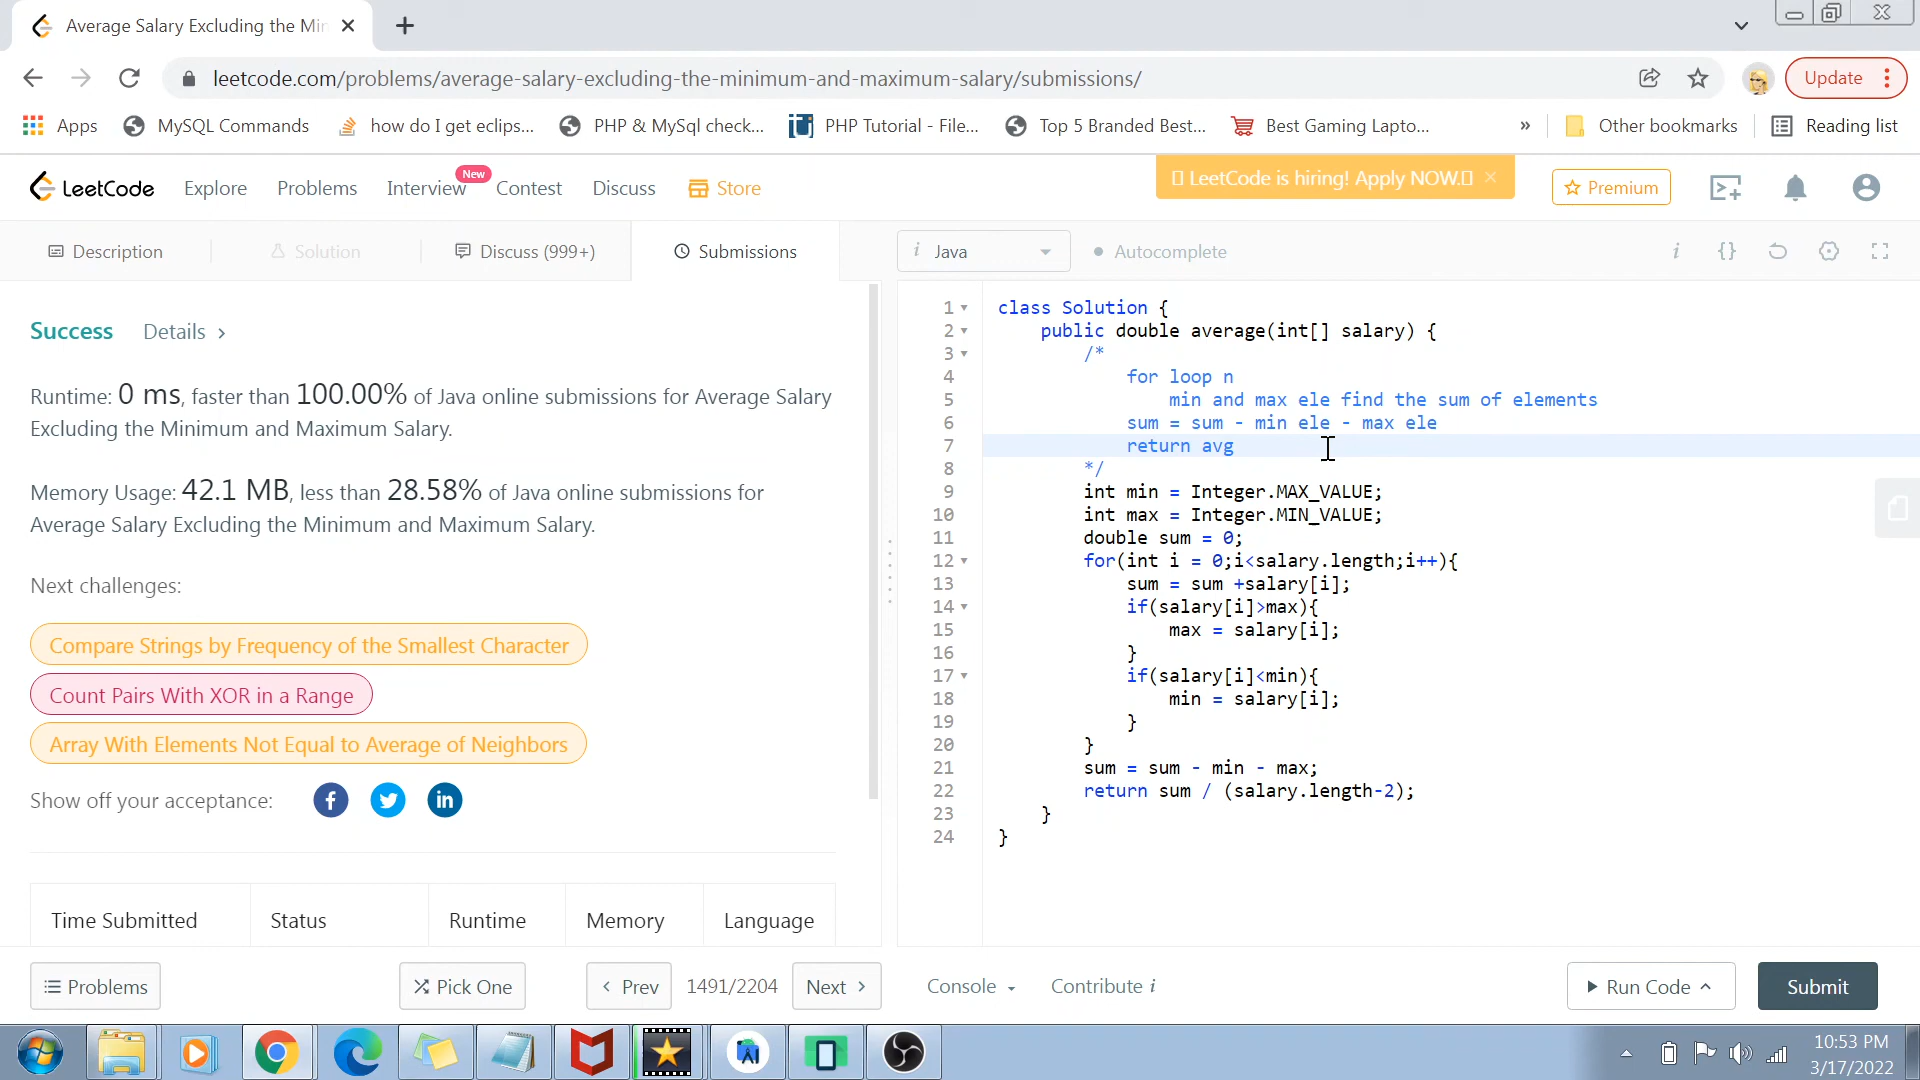 Average Salary Excluding the Min
leetcode.com/problems/average-salary-excluding-the-minimum-and-maximum-salary/submissions/
Update
Apps
MySQL Commands
how do I get eclips...
PHP & MySql check...
PHP Tutorial - File...
Top 5 Branded Best...
Best Gaming Lapto...
»
Other bookmarks
Reading list
LeetCode
Explore
Problems
Interview
New
Contest
Discuss
Store
LeetCode is hiring! Apply NOW.
Premium
Description
Solution
Discuss (999+)
Submissions
i Java
Autocomplete
i {}
Success
Details
Runtime: 0 ms, faster than 100.00% of Java online submissions for Average Salary
Excluding the Minimum and Maximum Salary.
Memory Usage: 42.1 MB, less than 28.58% of Java online submissions for
Average Salary Excluding the Minimum and Maximum Salary.
Next challenges:
Compare Strings by Frequency of the Smallest Character
Count Pairs With XOR in a Range
Array With Elements Not Equal to Average of Neighbors
Show off your acceptance:
Time Submitted
Status
Runtime
Memory
Language
1 class Solution {
2 public double average(int[] salary) {
3 /*
4 for loop n
5 min and max ele find the sum of elements
6 sum = sum - min ele - max ele
7 return avg
8 */
9 int min = Integer.MAX_VALUE;
10 int max = Integer.MIN_VALUE;
11 double sum = 0;
12 for(int i = 0;i<salary.length;i++){
13 sum = sum +salary[i];
14 if(salary[i]>max){
15 max = salary[i];
16 }
17 if(salary[i]<min){
18 min = salary[i];
19 }
20 }
21 sum = sum - min - max;
22 return sum / (salary.length-2);
23 }
24 }
Problems
Pick One
Prev
1491/2204
Next
Console
Contribute i
Run Code
Submit
10:53 PM
3/17/2022